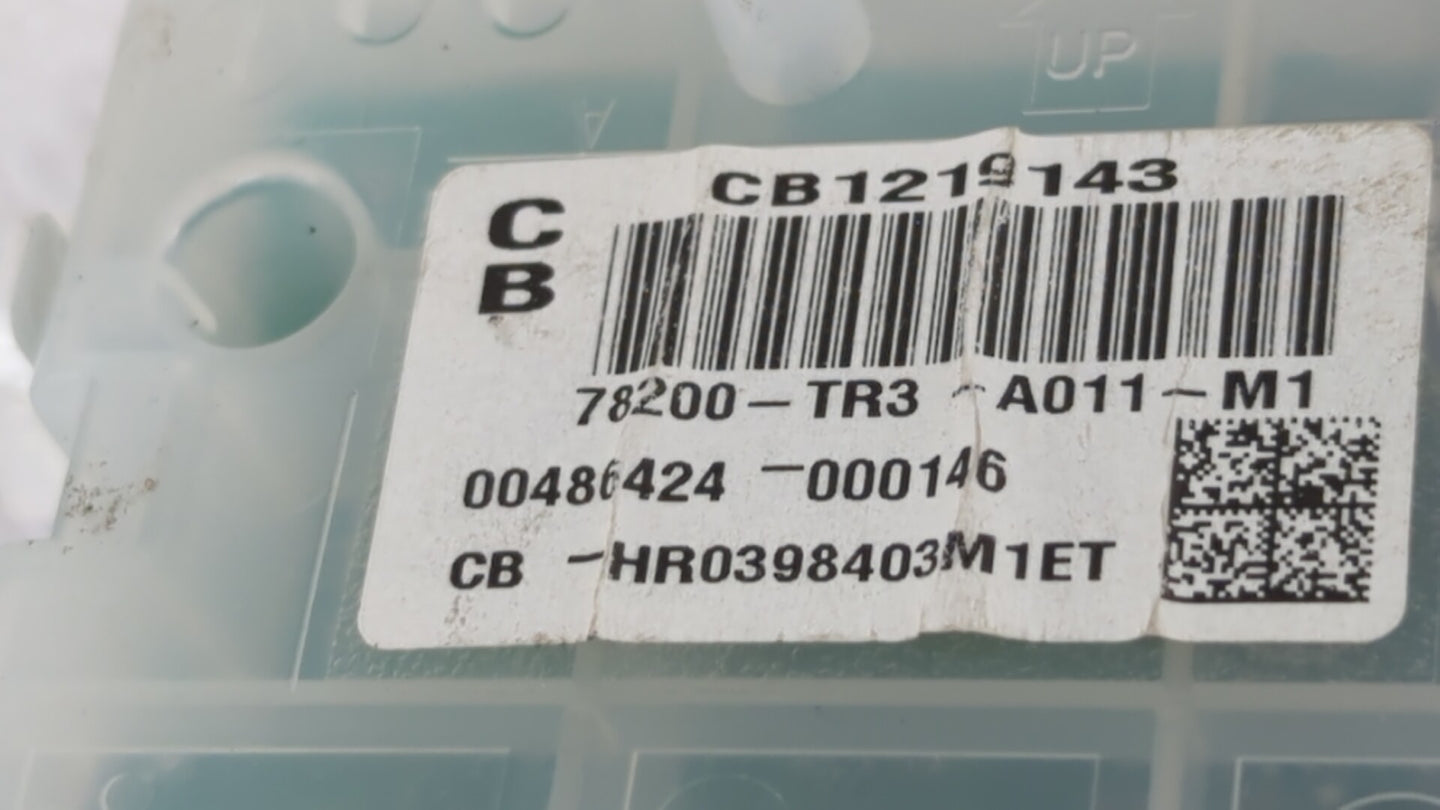 UP
A
CB1219143
C
B
78200-TR3-A011-M1
00486424-000146
CB -HR0398403M1ET